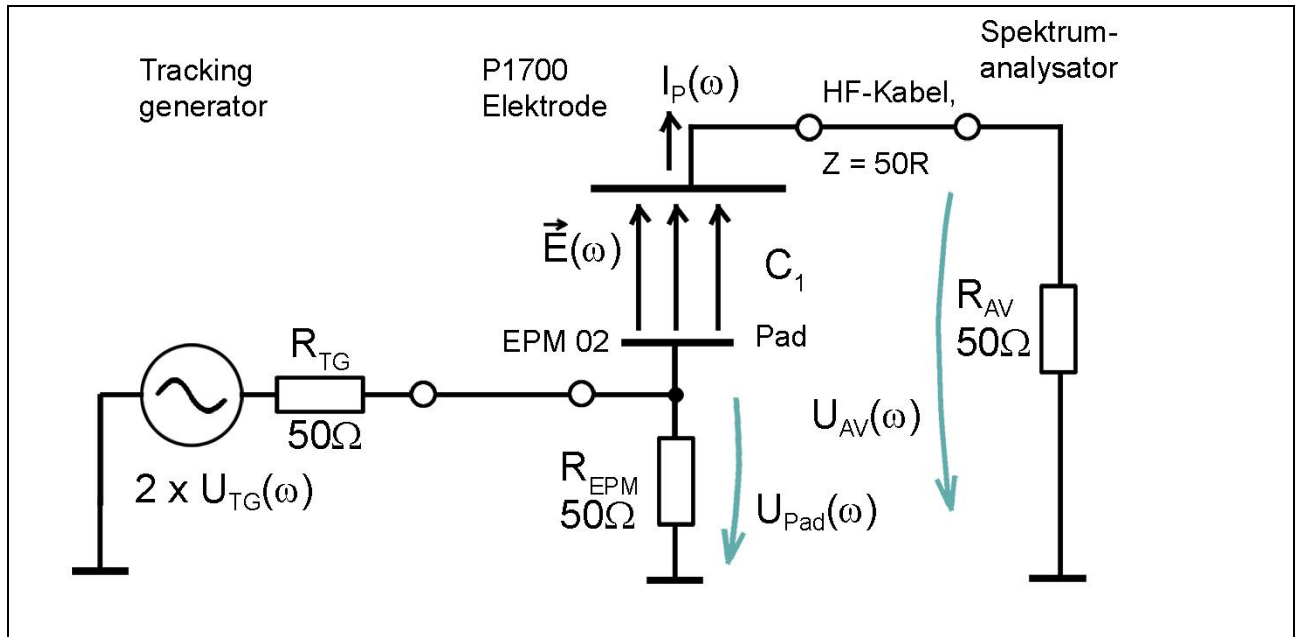 Tracking
generator
P1700
Elektrode
I_P(ω)
HF-Kabel,
Z = 50R
Spektrum-
analysator
E⃗(ω)
C₁
EPM 02
Pad
R_TG
50Ω
2 x U_TG(ω)
R_EPM
50Ω
U_Pad(ω)
U_AV(ω)
R_AV
50Ω